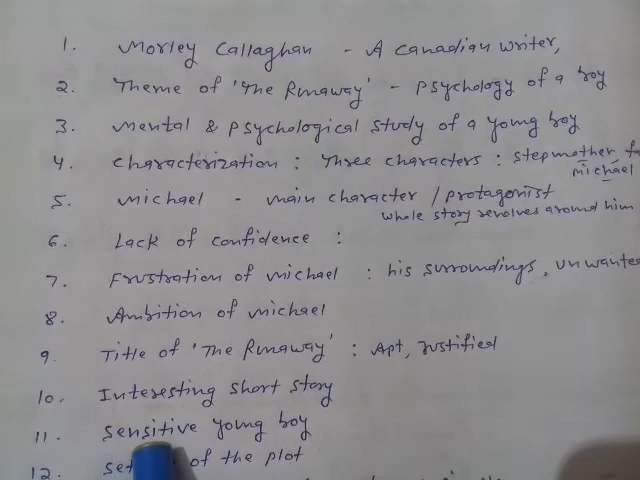 1. Morley Callaghan - A Canadian writer,
2. Theme of 'The Runaway' - Psychology of a boy
3. Mental & Psychological study of a young boy
4. Characterization : Three characters : stepmother,
michael
5. Michael - main character / protagonist
whole story revolves around him
6. Lack of confidence :
7. Frustration of michael : his surroundings,
8. Ambition of michael
9. Title of 'The Runaway' : Apt, Justified
10. Interesting short story
11. Sensitive young boy
12. of the plot